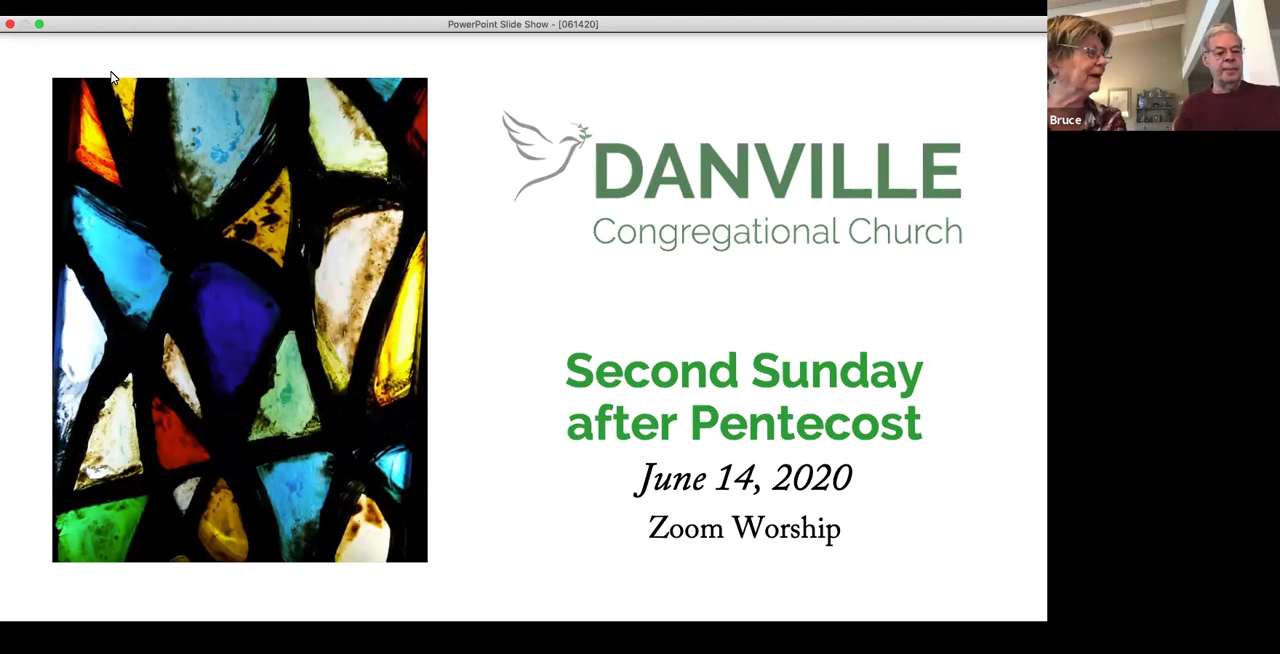 PowerPoint Slide Show - [061420]
Bruce
DANVILLE
Congregational Church
Second Sunday
after Pentecost
June 14, 2020
Zoom Worship